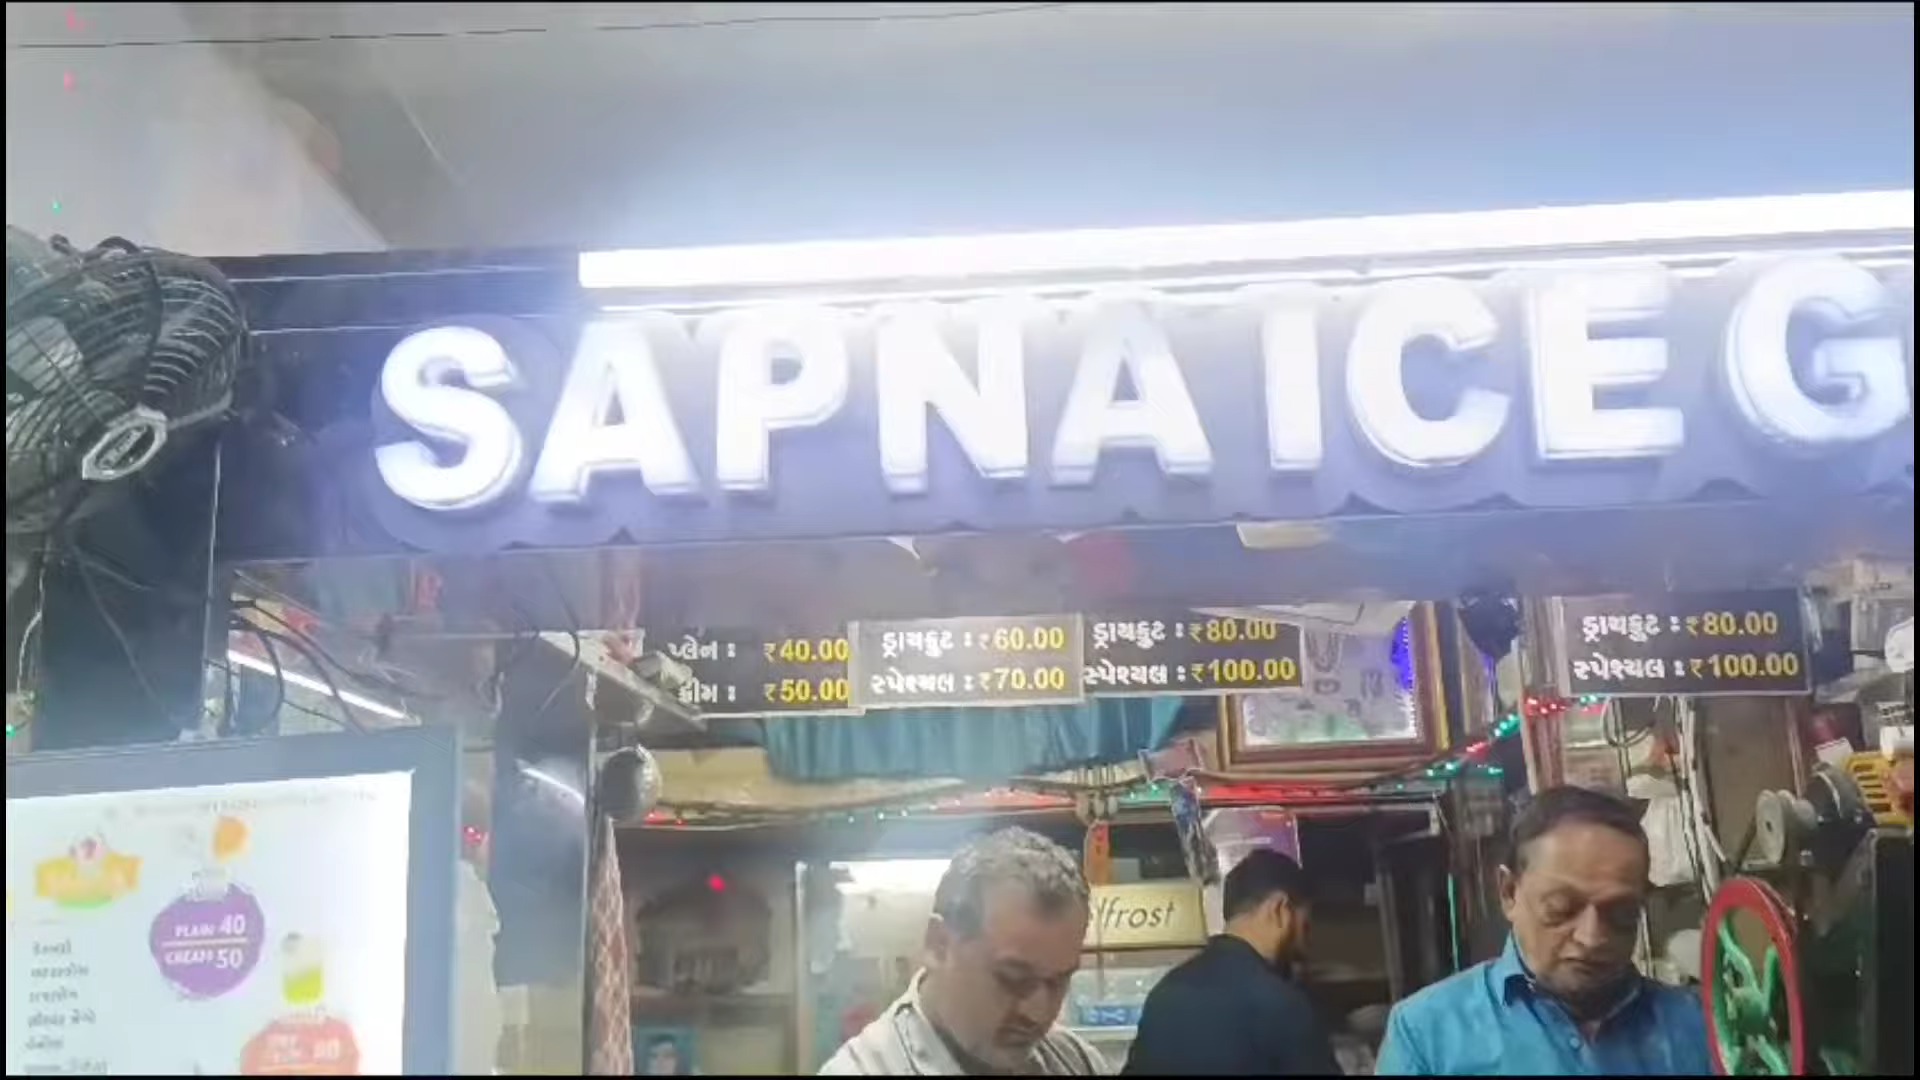 SAPNA ICE G
પ્લેન : ₹40.00
ક્રીમ : ₹50.00
ડ્રાયફ્રુટ : ₹60.00
સ્પેશ્યલ : ₹70.00
ડ્રાયફ્રુટ : ₹80.00
સ્પેશ્યલ : ₹100.00
ડ્રાયફ્રુટ : ₹80.00
સ્પેશ્યલ : ₹100.00
PLAIN 40
CREAM 50
lfrost